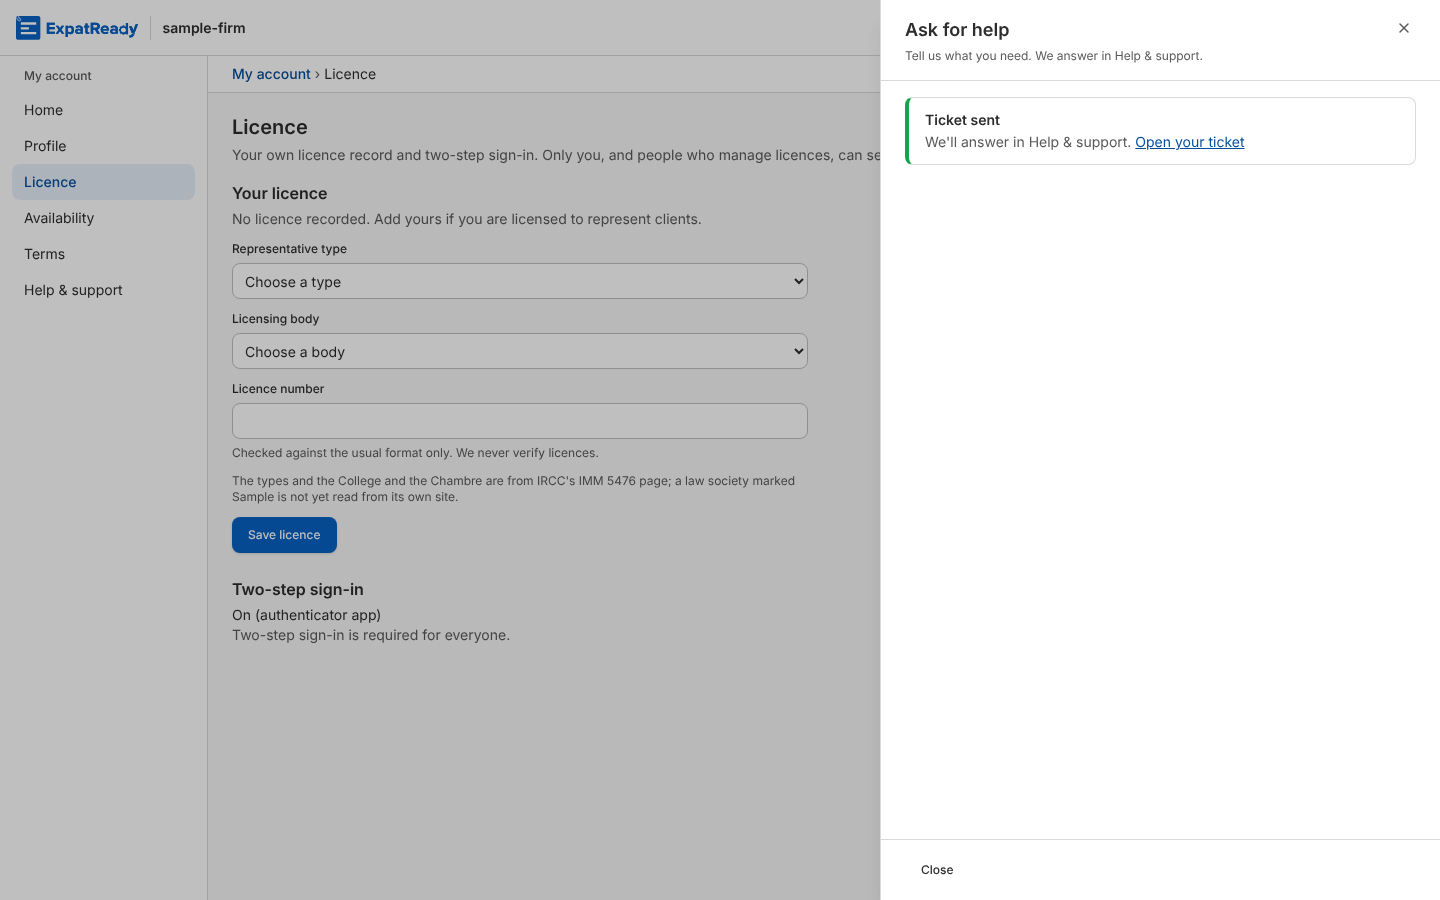 ExpatReady
sample-firm
My account
Home
Profile
Licence
Availability
Terms
Help & support
My account › Licence
Licence
Your own licence record and two-step sign-in. Only you, and people who manage licences, can se
Your licence
No licence recorded. Add yours if you are licensed to represent clients.
Representative type
Choose a type
Licensing body
Choose a body
Licence number
Checked against the usual format only. We never verify licences.
The types and the College and the Chambre are from IRCC's IMM 5476 page; a law society marked
Sample is not yet read from its own site.
Save licence
Two-step sign-in
On (authenticator app)
Two-step sign-in is required for everyone.
Ask for help
Tell us what you need. We answer in Help & support.
Ticket sent
We'll answer in Help & support. Open your ticket
Close